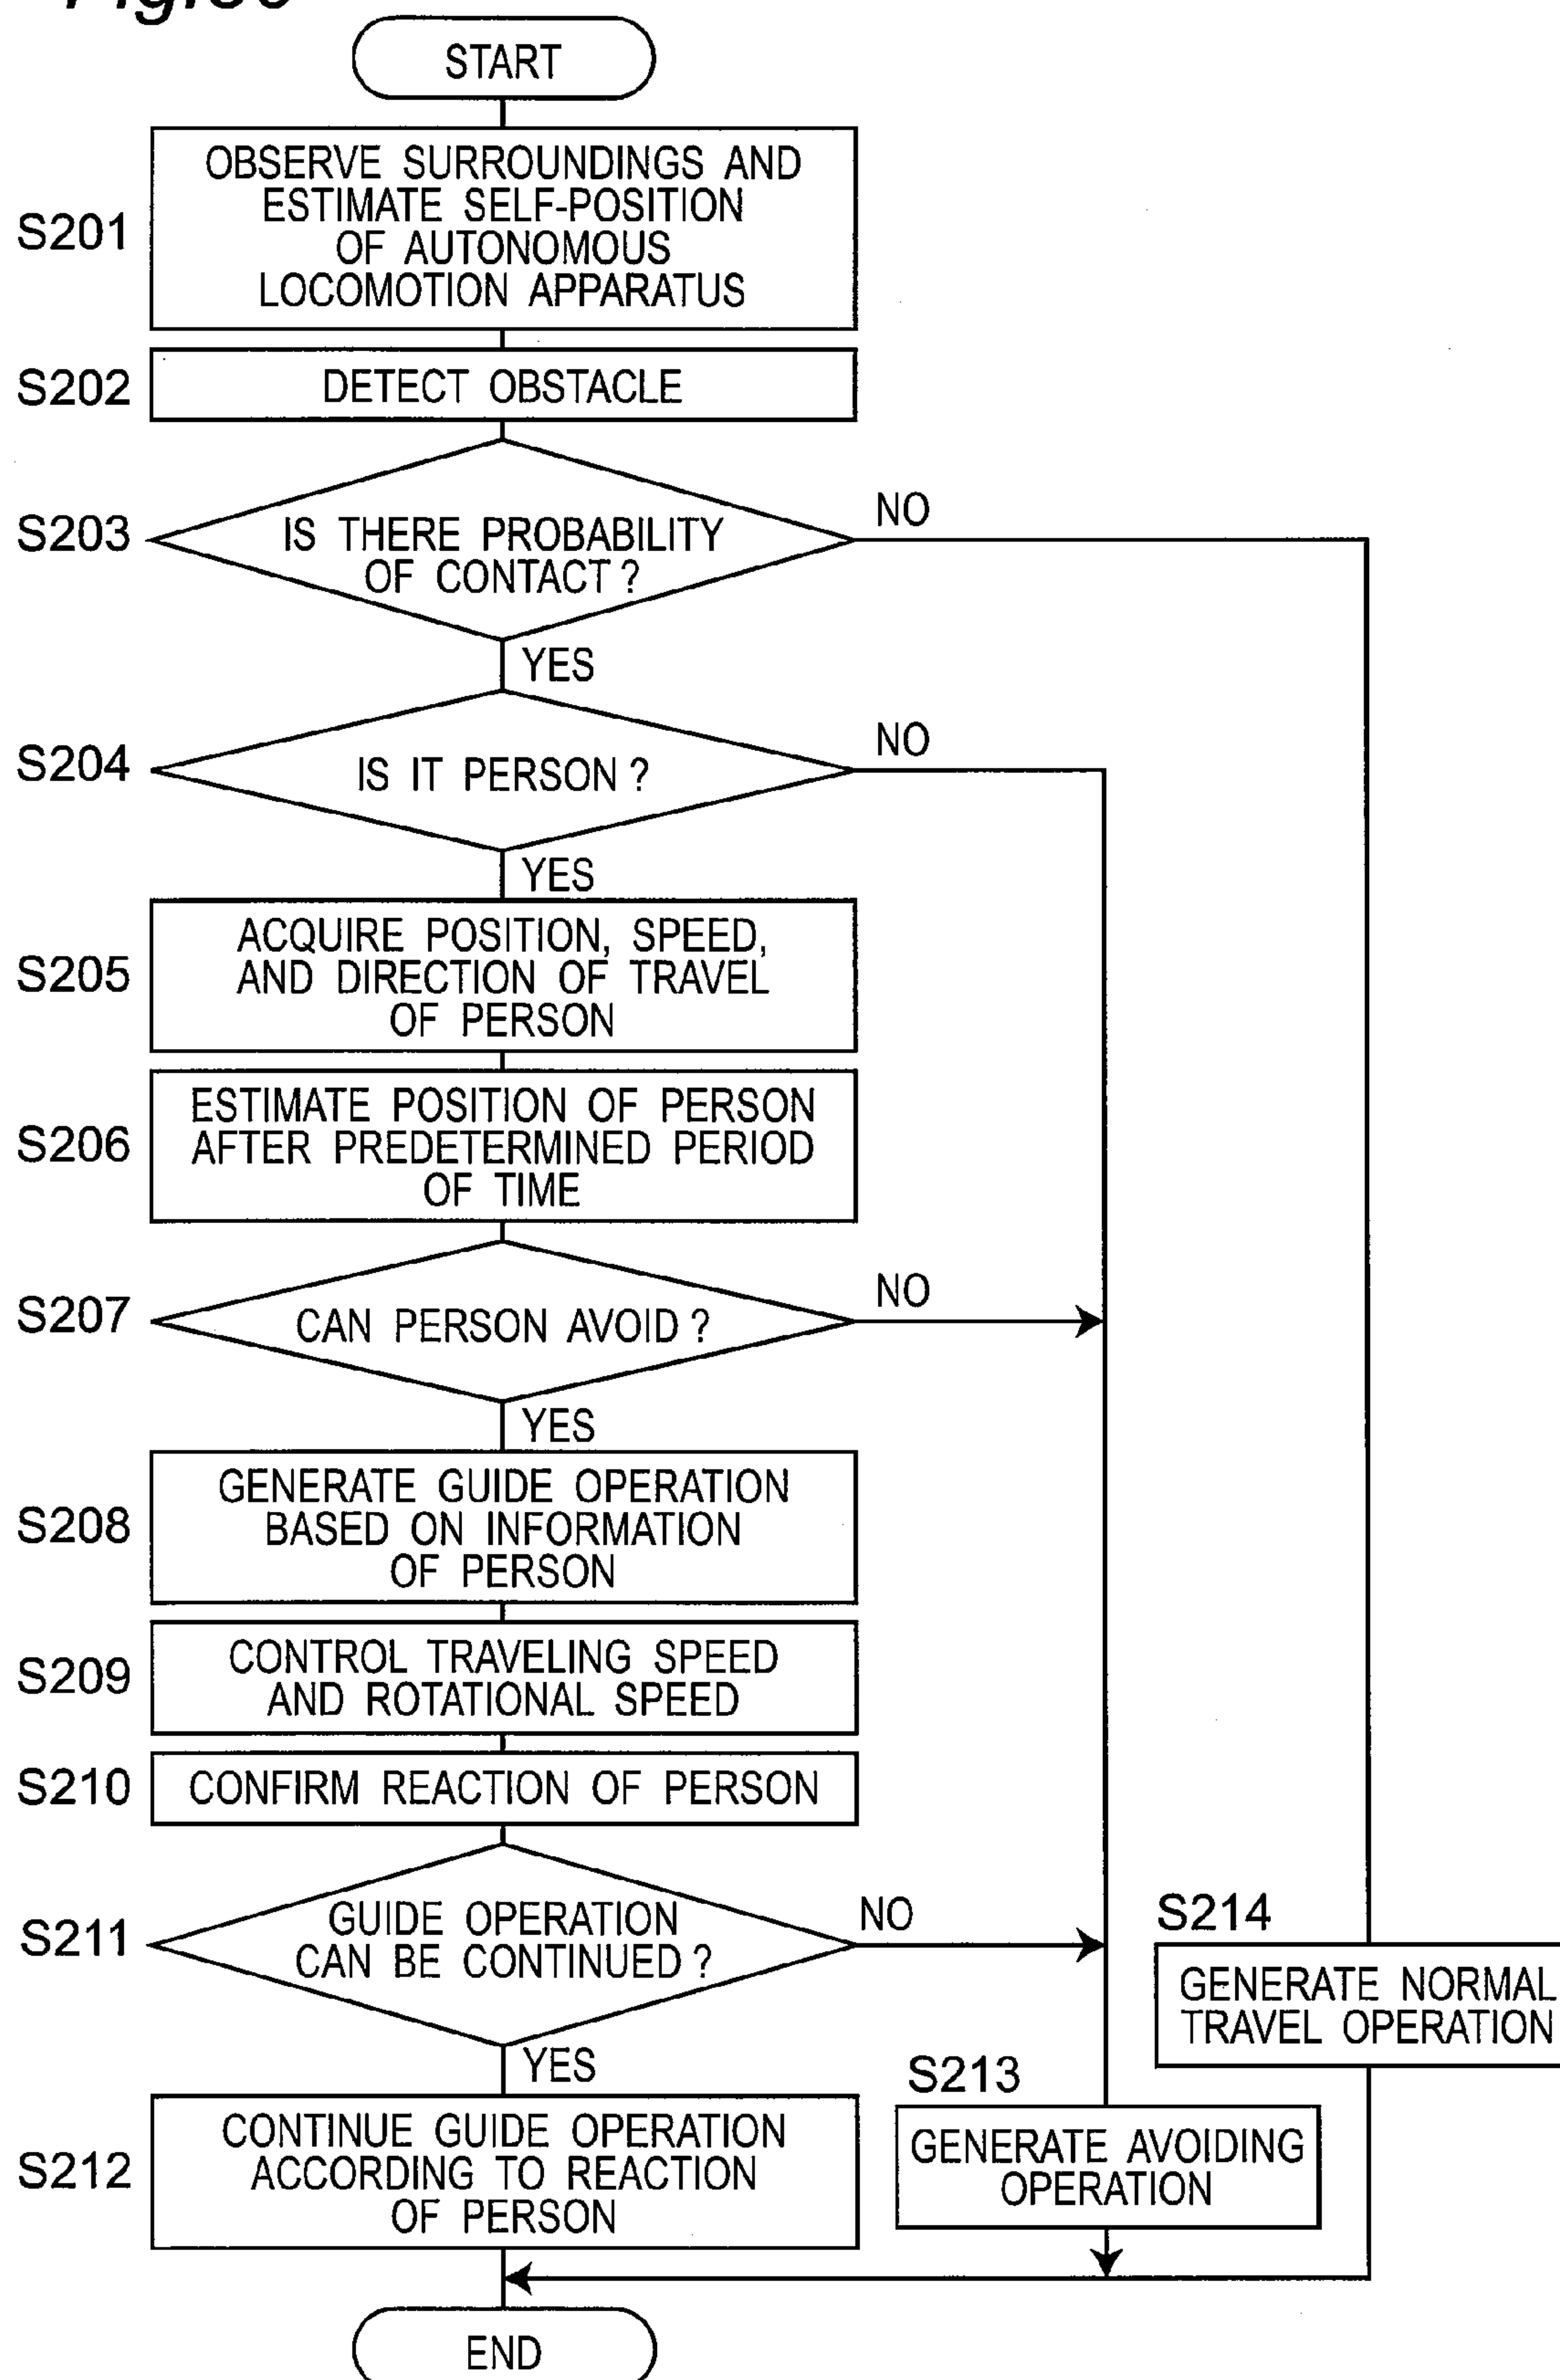 START
S201
OBSERVE SURROUNDINGS AND
ESTIMATE SELF-POSITION
OF AUTONOMOUS
LOCOMOTION APPARATUS
S202
DETECT OBSTACLE
S203
IS THERE PROBABILITY
OF CONTACT?
NO
YES
S204
IS IT PERSON?
NO
YES
S205
ACQUIRE POSITION, SPEED,
AND DIRECTION OF TRAVEL
OF PERSON
S206
ESTIMATE POSITION OF PERSON
AFTER PREDETERMINED PERIOD
OF TIME
S207
CAN PERSON AVOID?
NO
YES
S208
GENERATE GUIDE OPERATION
BASED ON INFORMATION
OF PERSON
S209
CONTROL TRAVELING SPEED
AND ROTATIONAL SPEED
S210
CONFIRM REACTION OF PERSON
S211
GUIDE OPERATION
CAN BE CONTINUED?
NO
YES
S214
GENERATE NORMAL
TRAVEL OPERATION
S213
GENERATE AVOIDING
OPERATION
S212
CONTINUE GUIDE OPERATION
ACCORDING TO REACTION
OF PERSON
END